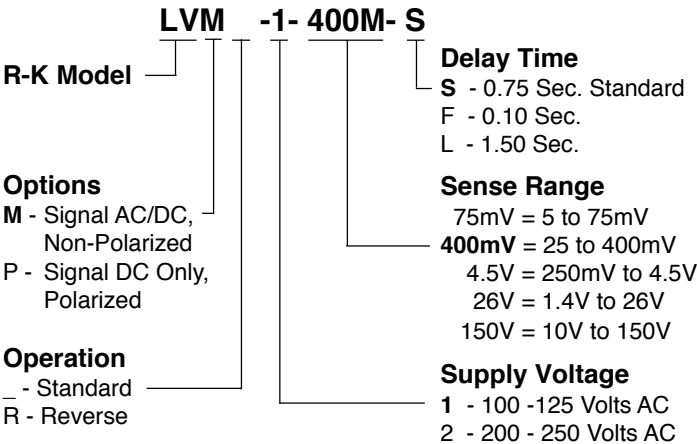 LVM _ -1- 400M- S
R-K Model
Delay Time
S - 0.75 Sec. Standard
F - 0.10 Sec.
L - 1.50 Sec.
Options
M - Signal AC/DC,
Non-Polarized
P - Signal DC Only,
Polarized
Sense Range
75mV = 5 to 75mV
400mV = 25 to 400mV
4.5V = 250mV to 4.5V
26V = 1.4V to 26V
150V = 10V to 150V
Operation
_ - Standard
R - Reverse
Supply Voltage
1 - 100 -125 Volts AC
2 - 200 - 250 Volts AC